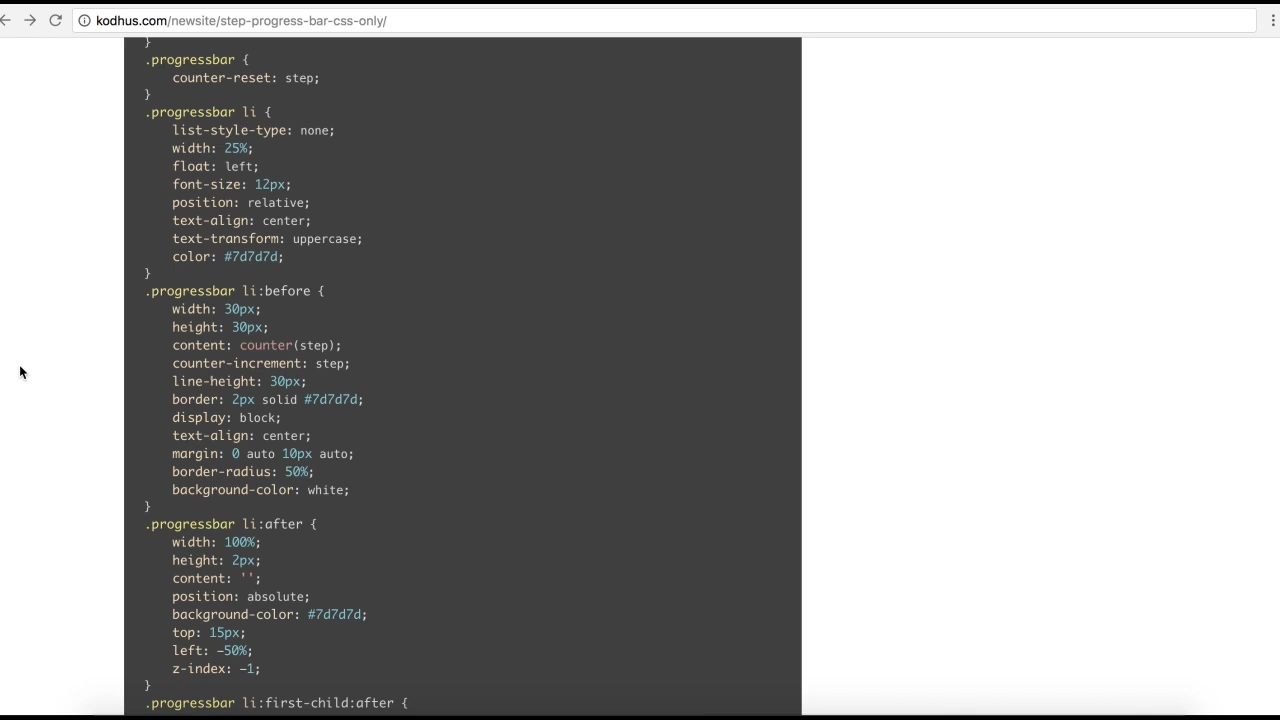 kodhus.com/newsite/step-progress-bar-css-only/
}
.progressbar {
    counter-reset: step;
}
.progressbar li {
    list-style-type: none;
    width: 25%;
    float: left;
    font-size: 12px;
    position: relative;
    text-align: center;
    text-transform: uppercase;
    color: #7d7d7d;
}
.progressbar li:before {
    width: 30px;
    height: 30px;
    content: counter(step);
    counter-increment: step;
    line-height: 30px;
    border: 2px solid #7d7d7d;
    display: block;
    text-align: center;
    margin: 0 auto 10px auto;
    border-radius: 50%;
    background-color: white;
}
.progressbar li:after {
    width: 100%;
    height: 2px;
    content: '';
    position: absolute;
    background-color: #7d7d7d;
    top: 15px;
    left: -50%;
    z-index: -1;
}
.progressbar li:first-child:after {